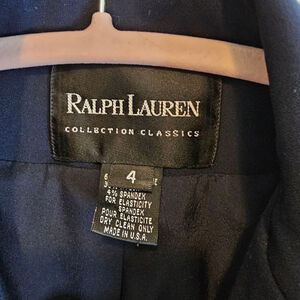 RALPH LAUREN
COLLECTION CLASSICS
4
4% SPANDEX
FOR ELASTICITY
SPANDEX
POUR ELASTICITE
DRY CLEAN ONLY
MADE IN U.S.A.